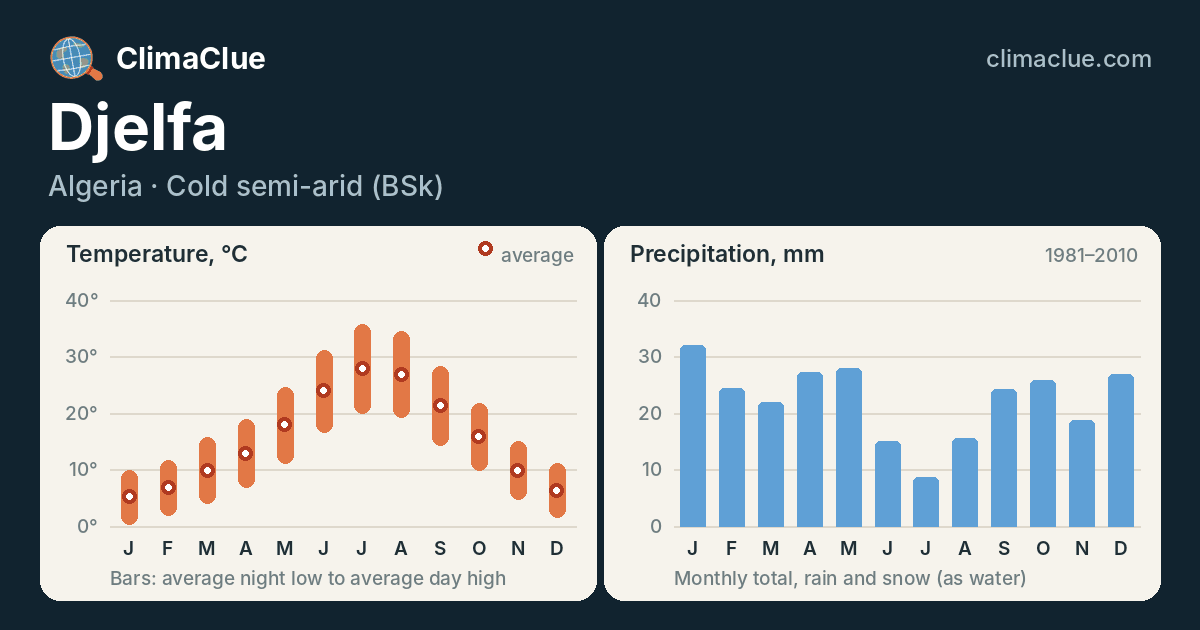 ClimaClue
climaclue.com
Djelfa
Algeria · Cold semi-arid (BSk)
Temperature, °C
average
40°
30°
20°
10°
0°
J F M A M J J A S O N D
Bars: average night low to average day high
Precipitation, mm
1981–2010
40
30
20
10
0
J F M A M J J A S O N D
Monthly total, rain and snow (as water)